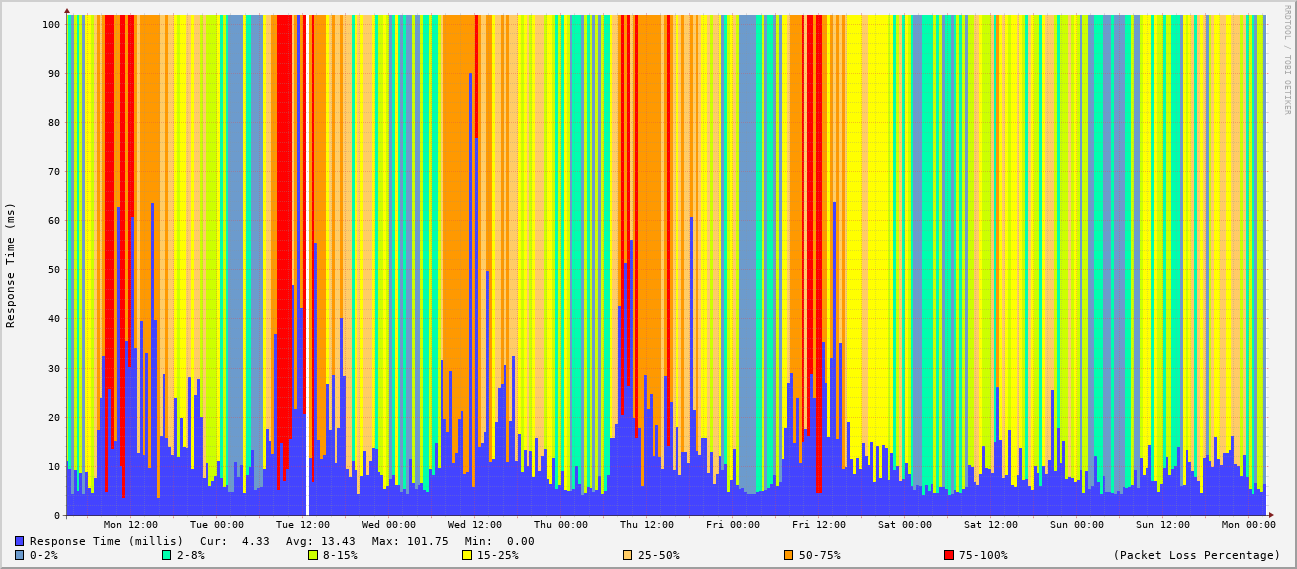 RRDTOOL / TOBI OETIKER
Response Time (ms)
100
90
80
70
60
50
40
30
20
10
0
Mon 12:00 Tue 00:00 Tue 12:00 Wed 00:00 Wed 12:00 Thu 00:00 Thu 12:00 Fri 00:00 Fri 12:00 Sat 00:00 Sat 12:00 Sun 00:00 Sun 12:00 Mon 00:00
Response Time (millis) Cur: 4.33 Avg: 13.43 Max: 101.75 Min: 0.00
0-2% 2-8% 8-15% 15-25% 25-50% 50-75% 75-100% (Packet Loss Percentage)